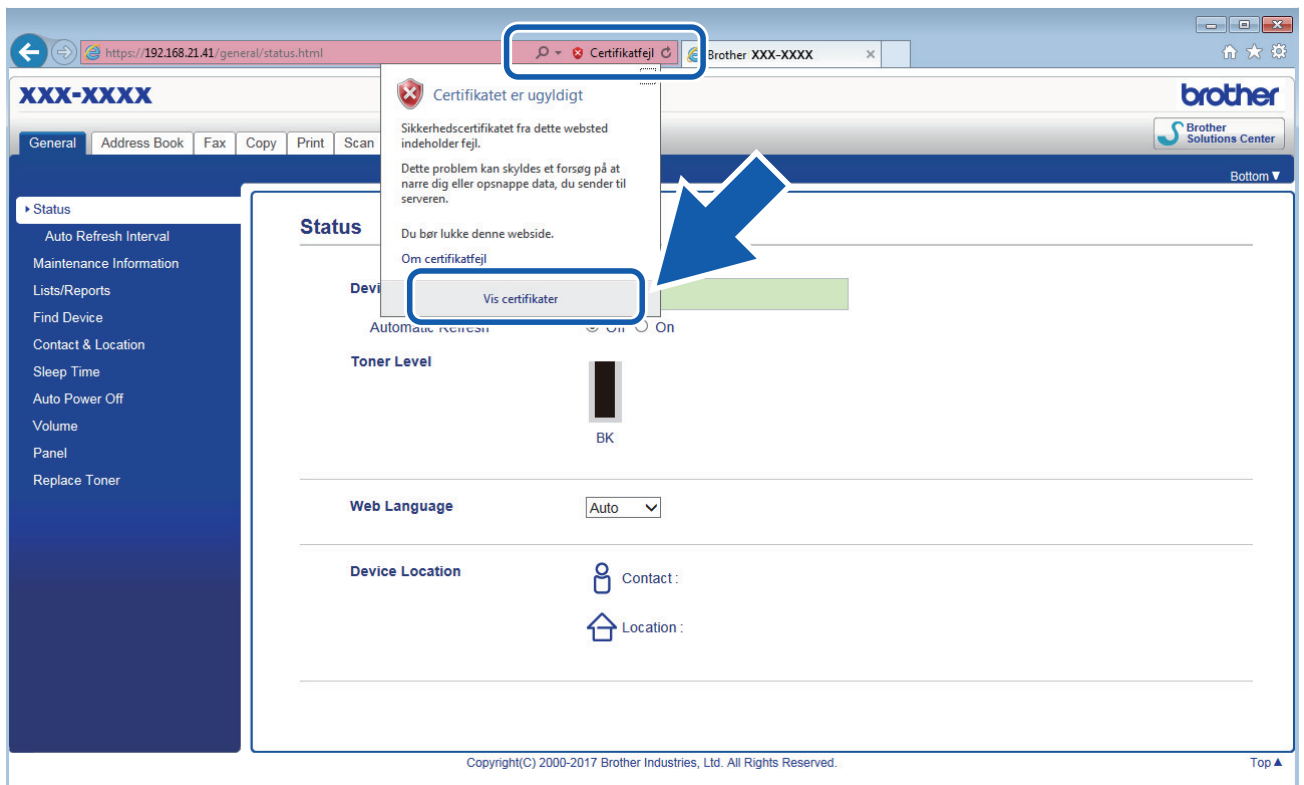 https://192.168.21.41/general/status.html
Certifikatfejl
Brother XXX-XXXX
XXX-XXXX
brother
General
Address Book
Fax
Copy
Print
Scan
Brother
Solutions Center
Bottom▼
Certifikatet er ugyldigt
Sikkerhedscertifikatet fra dette websted
indeholder fejl.
Dette problem kan skyldes et forsøg på at
narre dig eller opsnappe data, du sender til
serveren.
Du bør lukke denne webside.
Om certifikatfejl
Vis certifikater
Status
Auto Refresh Interval
Maintenance Information
Lists/Reports
Find Device
Contact & Location
Sleep Time
Auto Power Off
Volume
Panel
Replace Toner
Status
Devi
Automatic Refresh
Off
On
Toner Level
BK
Web Language
Auto
Device Location
Contact :
Location :
Copyright(C) 2000-2017 Brother Industries, Ltd. All Rights Reserved.
Top▲